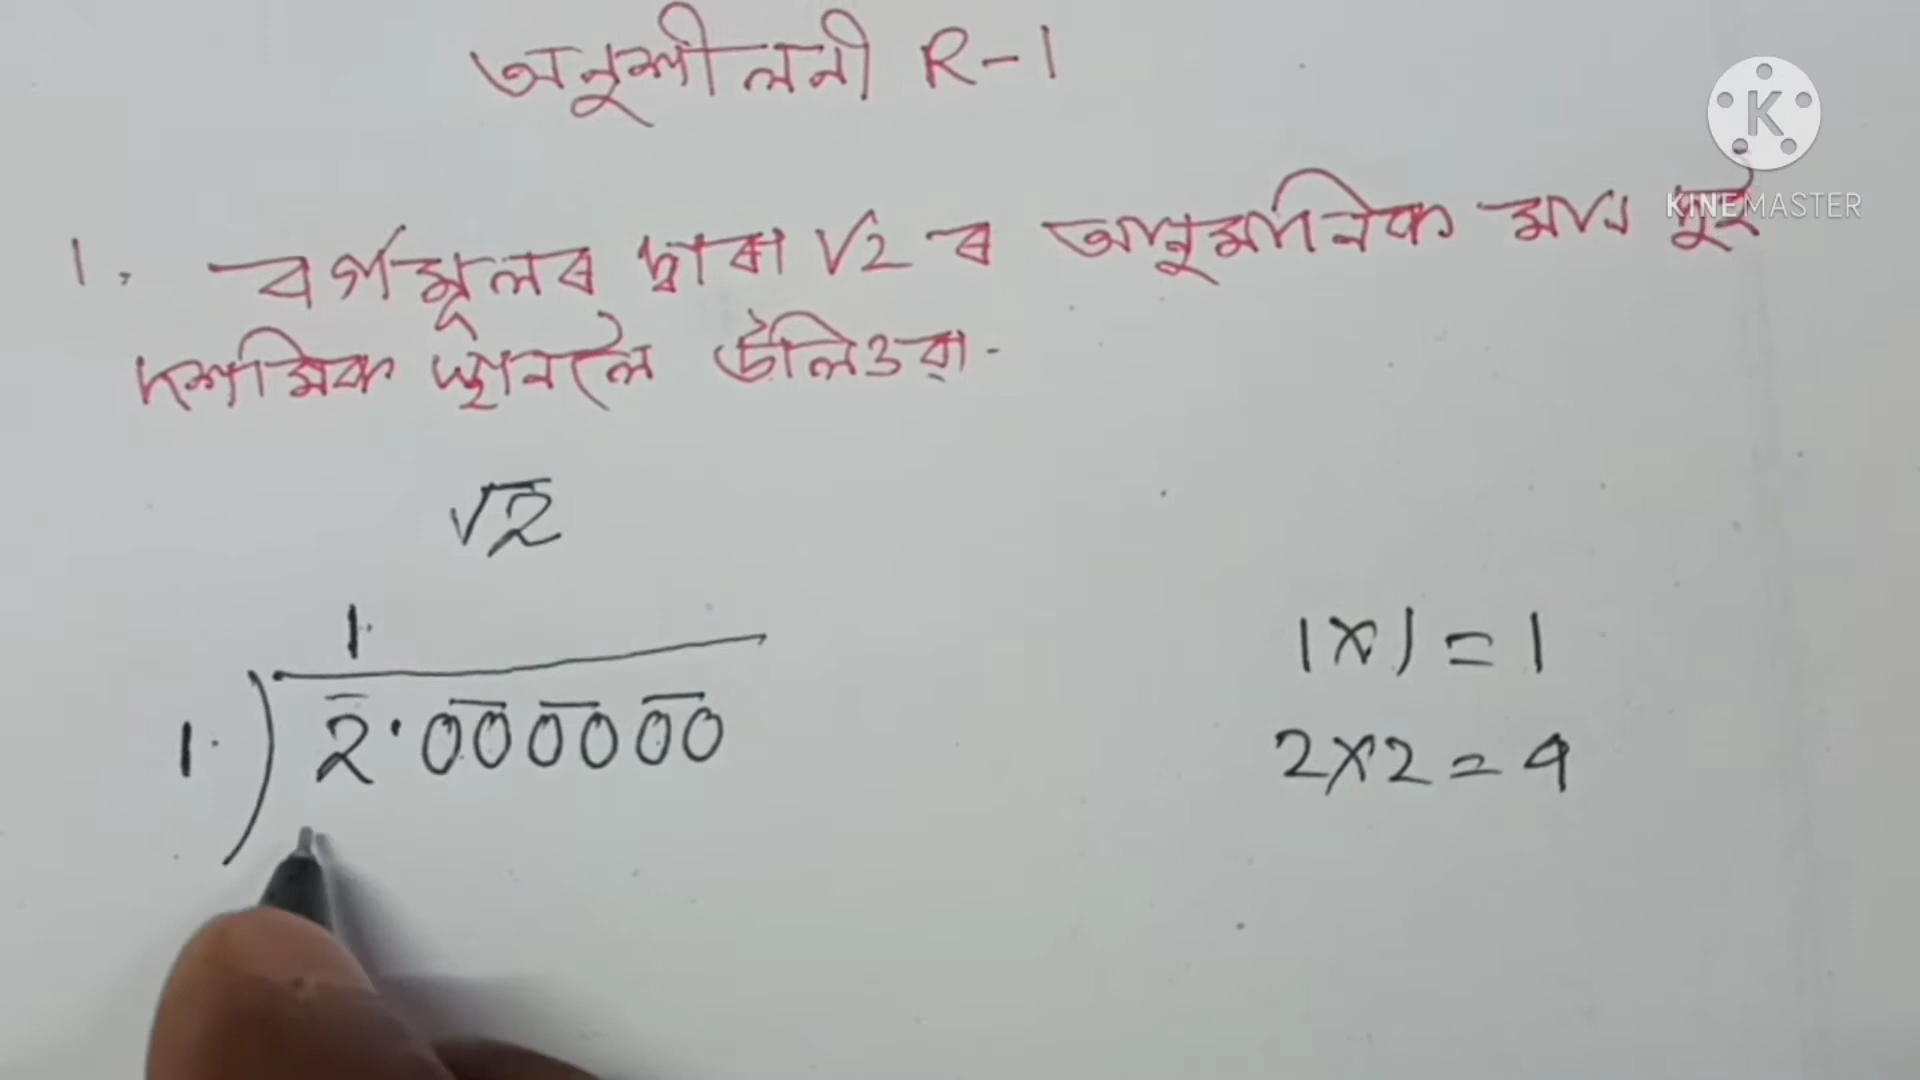 অনুশীলনী R-1
K
KINEMASTER
1. বৰ্গমূলৰ দ্বাৰা √2 ৰ আনুমানিক মান দুই
দশমিক স্থানলৈ উলিওৱা.
√2
1.
1. ) 2.000000
1×1=1
2×2=4